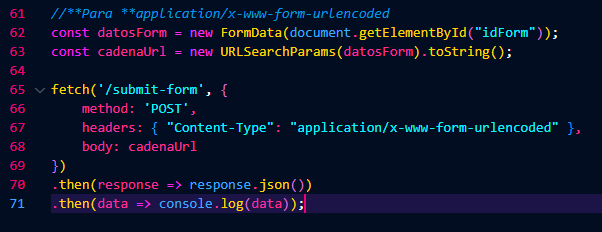 61 //**Para **application/x-www-form-urlencoded
62 const datosForm = new FormData(document.getElementById("idForm"));
63 const cadenaUrl = new URLSearchParams(datosForm).toString();
64
65 fetch('/submit-form', {
66     method: 'POST',
67     headers: { "Content-Type": "application/x-www-form-urlencoded" },
68     body: cadenaUrl
69 })
70 .then(response => response.json())
71 .then(data => console.log(data));